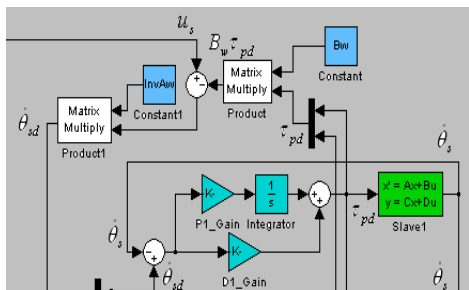 u_s
B_w τ_pd
Bw
Constant
Matrix
Multiply
Product
InvAw
Constant1
θ̇_sd
Matrix
Multiply
Product1
τ_pd
θ̇_s
K-
P1_Gain
1
s
Integrator
τ_pd
x' = Ax+Bu
y = Cx+Du
Slave1
θ̇_s
θ̇_sd
K-
D1_Gain